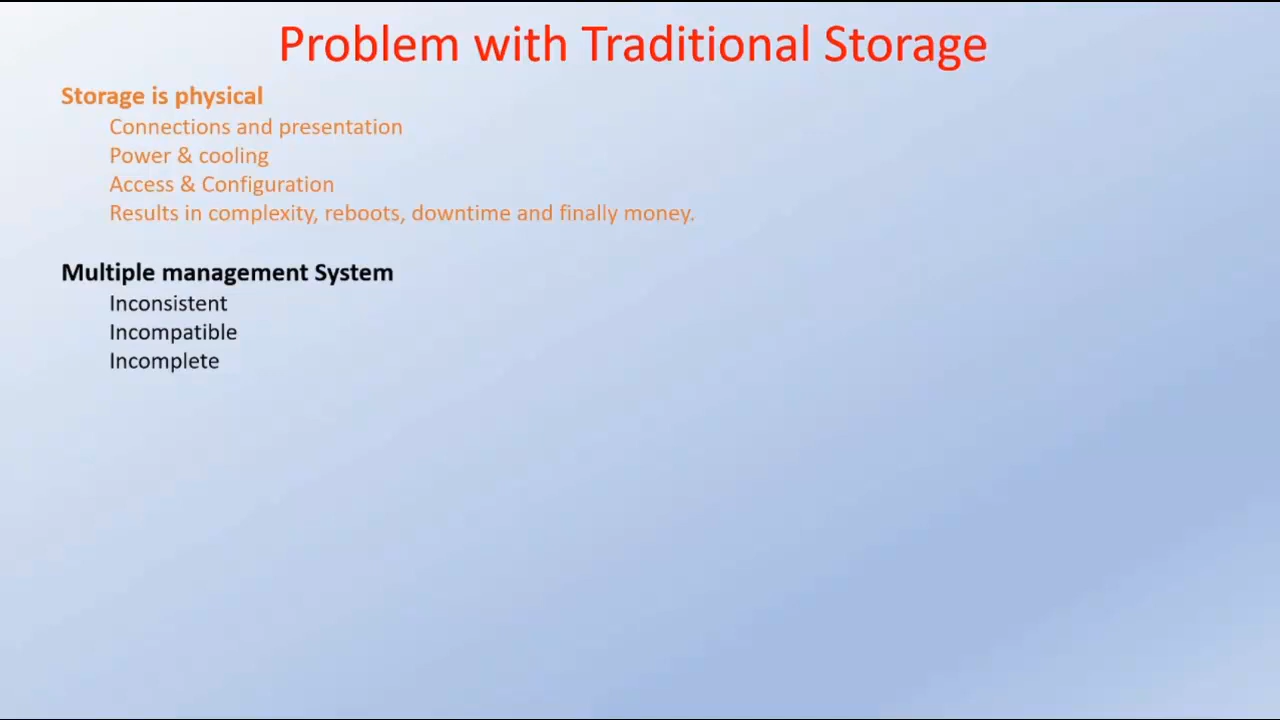 Problem with Traditional Storage
Storage is physical
Connections and presentation
Power & cooling
Access & Configuration
Results in complexity, reboots, downtime and finally money.
Multiple management System
Inconsistent
Incompatible
Incomplete